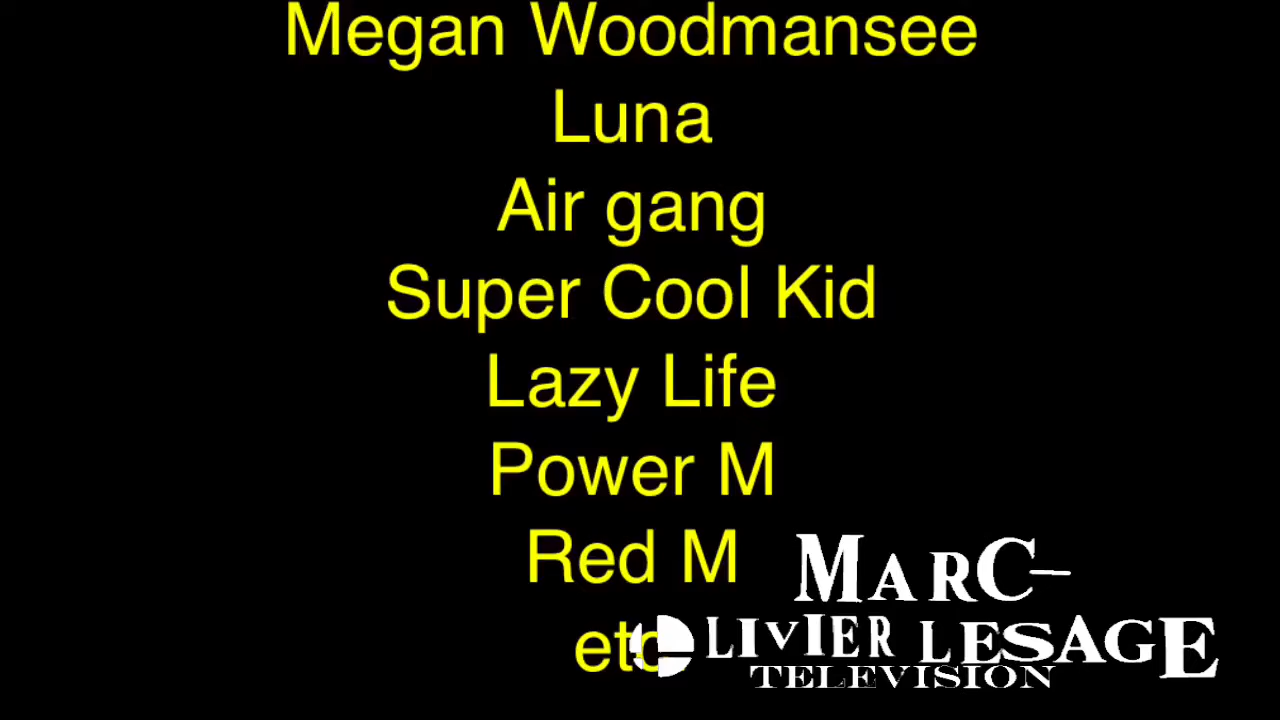 Megan Woodmansee
Luna
Air gang
Super Cool Kid
Lazy Life
Power M
Red M
etc
MARC-
OLIVIER LESAGE
TELEVISION